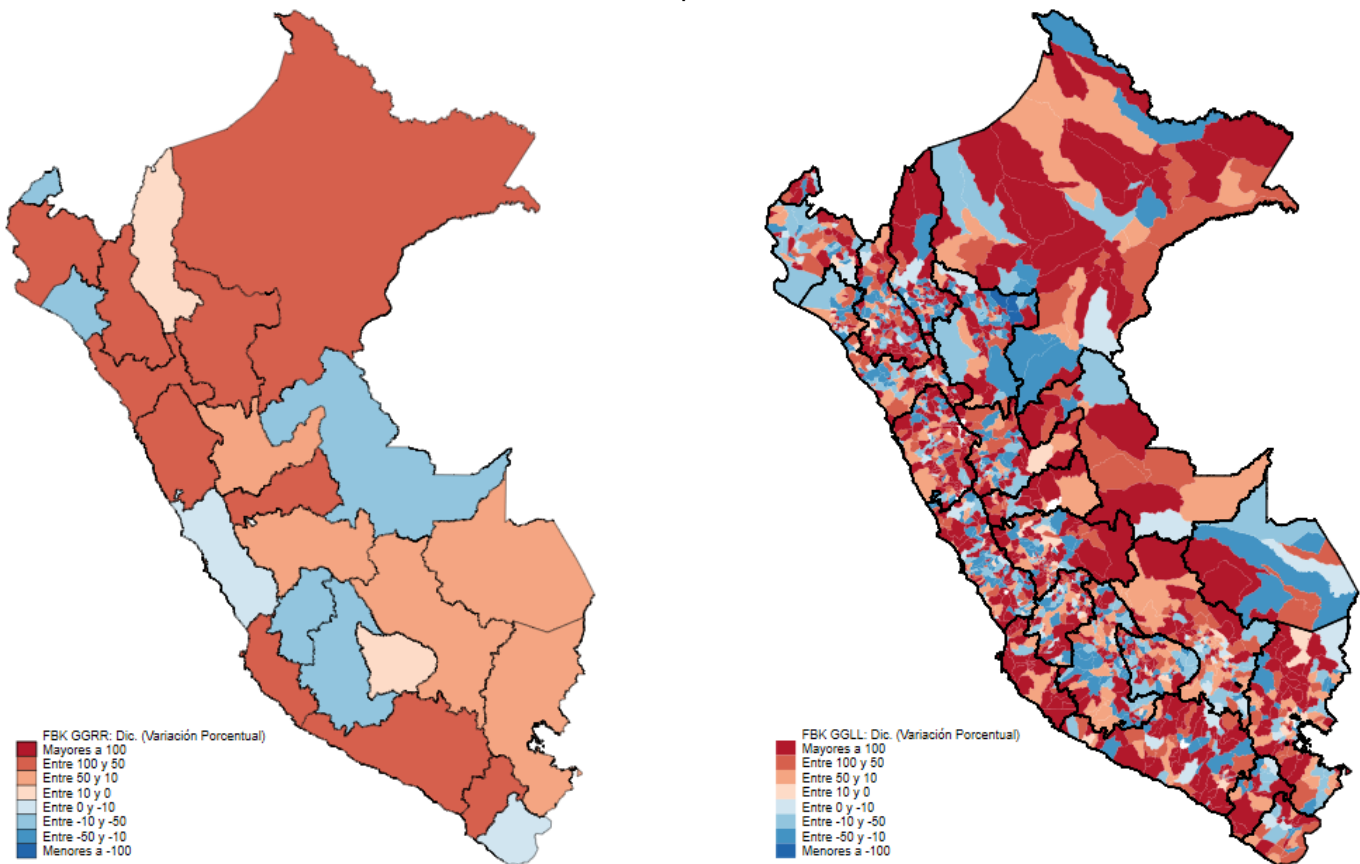 FBK GGRR: Dic. (Variación Porcentual)
Mayores a 100
Entre 100 y 50
Entre 50 y 10
Entre 10 y 0
Entre 0 y -10
Entre -10 y -50
Entre -50 y -10
Menores a -100
FBK GGLL: Dic. (Variación Porcentual)
Mayores a 100
Entre 100 y 50
Entre 50 y 10
Entre 10 y 0
Entre 0 y -10
Entre -10 y -50
Entre -50 y -10
Menores a -100